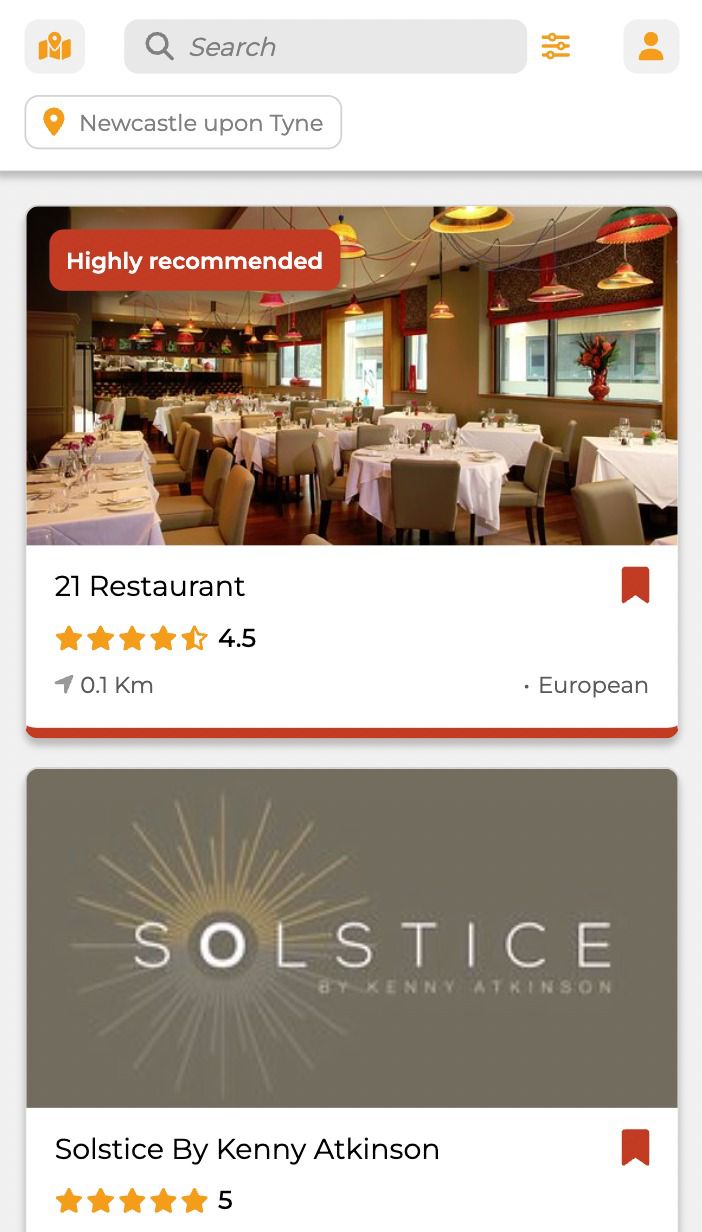 Search
Newcastle upon Tyne
Highly recommended
21 Restaurant
4.5
0.1 Km
• European
SOLSTICE
BY KENNY ATKINSON
Solstice By Kenny Atkinson
5